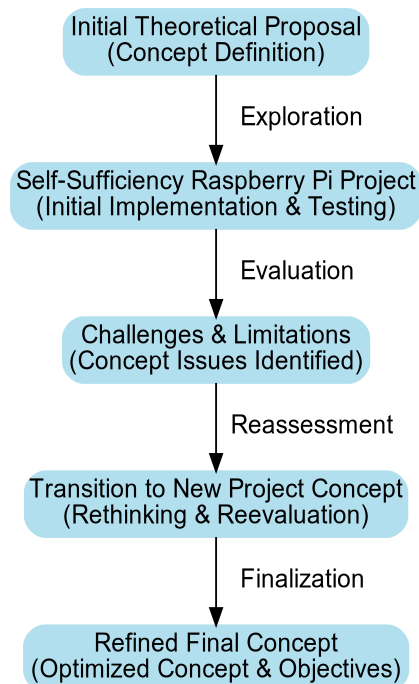 Initial Theoretical Proposal
(Concept Definition)
Exploration
Self-Sufficiency Raspberry Pi Project
(Initial Implementation & Testing)
Evaluation
Challenges & Limitations
(Concept Issues Identified)
Reassessment
Transition to New Project Concept
(Rethinking & Reevaluation)
Finalization
Refined Final Concept
(Optimized Concept & Objectives)